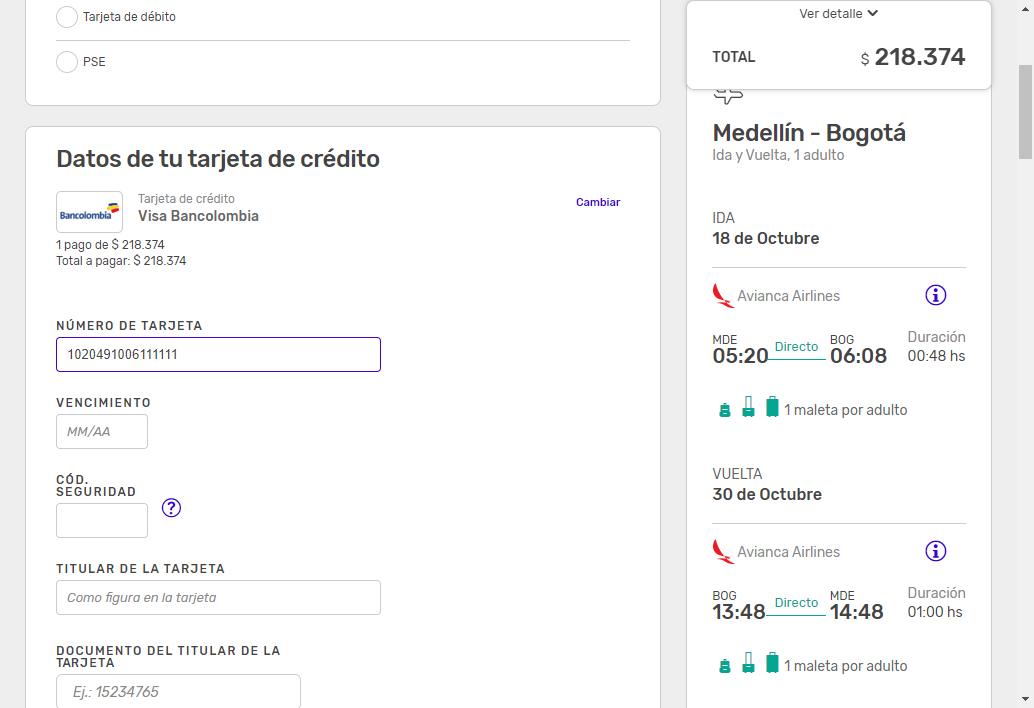 Tarjeta de débito
PSE
Datos de tu tarjeta de crédito
Bancolombia
Tarjeta de crédito
Visa Bancolombia
Cambiar
1 pago de $ 218.374
Total a pagar: $ 218.374
NÚMERO DE TARJETA
1020491006111111
VENCIMIENTO
MM/AA
CÓD.
SEGURIDAD
?
TITULAR DE LA TARJETA
Como figura en la tarjeta
DOCUMENTO DEL TITULAR DE LA
TARJETA
Ej.: 15234765
Ver detalle
TOTAL $ 218.374
Medellín - Bogotá
Ida y Vuelta, 1 adulto
IDA
18 de Octubre
Avianca Airlines
MDE Directo BOG Duración
05:20 06:08 00:48 hs
1 maleta por adulto
VUELTA
30 de Octubre
Avianca Airlines
BOG Directo MDE Duración
13:48 14:48 01:00 hs
1 maleta por adulto